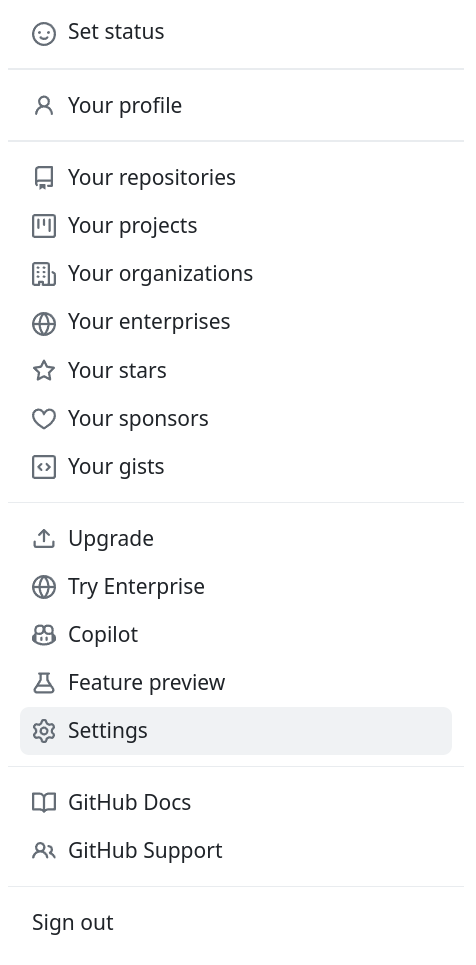 Set status
Your profile
Your repositories
Your projects
Your organizations
Your enterprises
Your stars
Your sponsors
Your gists
Upgrade
Try Enterprise
Copilot
Feature preview
Settings
GitHub Docs
GitHub Support
Sign out